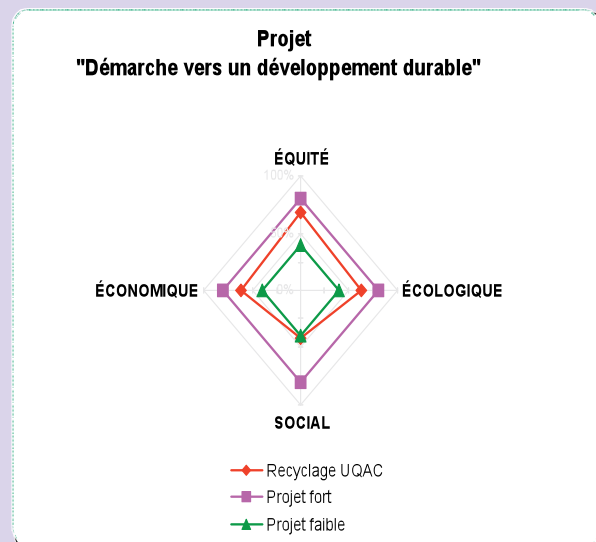 Projet
"Démarche vers un développement durable"
ÉQUITÉ
100%
ÉCONOMIQUE
0%
ÉCOLOGIQUE
SOCIAL
Recyclage UQAC
Projet fort
Projet faible